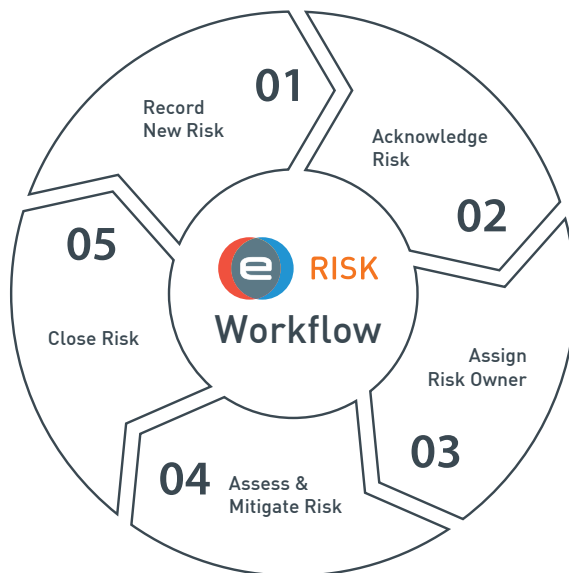 01
Record
New Risk
Acknowledge
Risk
02
Assign
Risk Owner
03
04
Assess &
Mitigate Risk
05
Close Risk
e RISK
Workflow